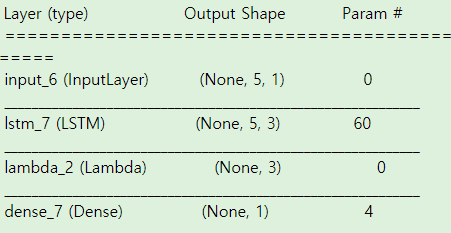 Layer (type) Output Shape Param #
=========================================
=====
input_6 (InputLayer) (None, 5, 1) 0
_________________________________________________________________
lstm_7 (LSTM) (None, 5, 3) 60
_________________________________________________________________
lambda_2 (Lambda) (None, 3) 0
_________________________________________________________________
dense_7 (Dense) (None, 1) 4